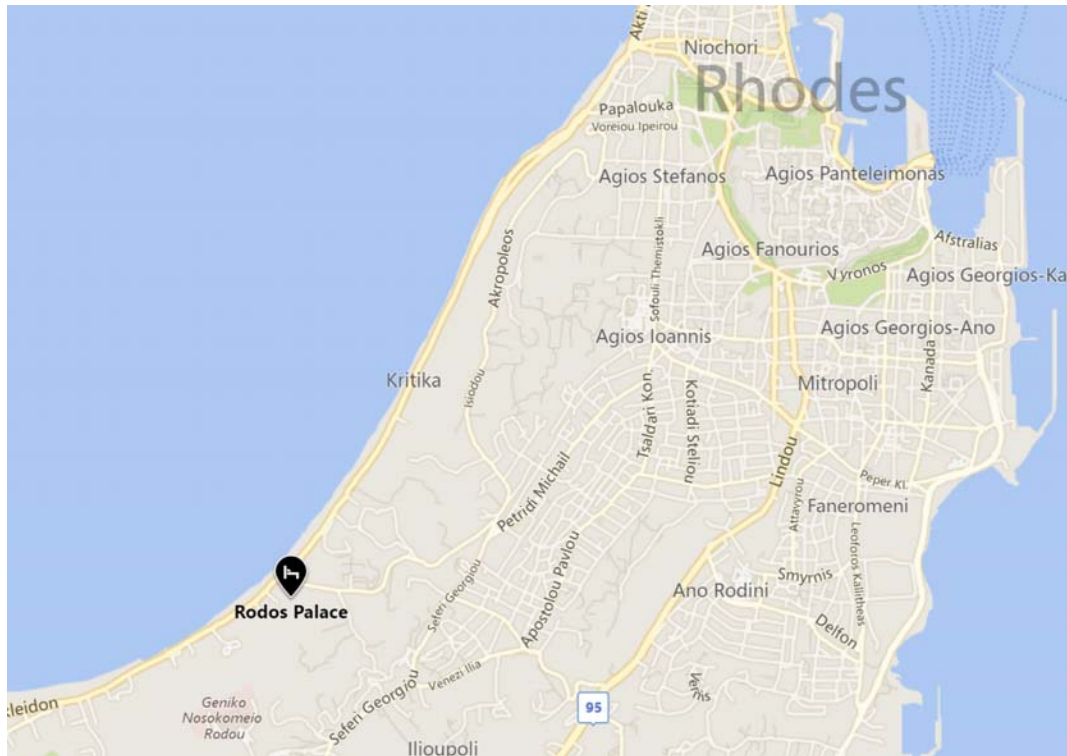 Akti
Niochori
Rhodes
Papalouka
Voreiou Ipeirou
Agios Stefanos
Agios Panteleimonas
Sofouli Themistokli
Afstralias
Akropoleos
Agios Fanourios
Vyronos
Agios Georgios-Ka
Agios Ioannis
Agios Georgios-Ano
Kanada
Kritika
Isiodou
Mitropoli
Tsaldari Kon.
Kotiadi Steliou
Lindou
Petridi Michail
Peper Kl.
Attavyrou
Faneromeni
Leoforos Kallitheas
Apostolou Pavlou
Smyrnis
Ano Rodini
Rodos Palace
Seferi Georgiou
Delfon
Venezi Ilia
Vernis
kleidon
Geniko
Nosokomeio
Rodou
Seferi Georgiou
95
Ilioupoli